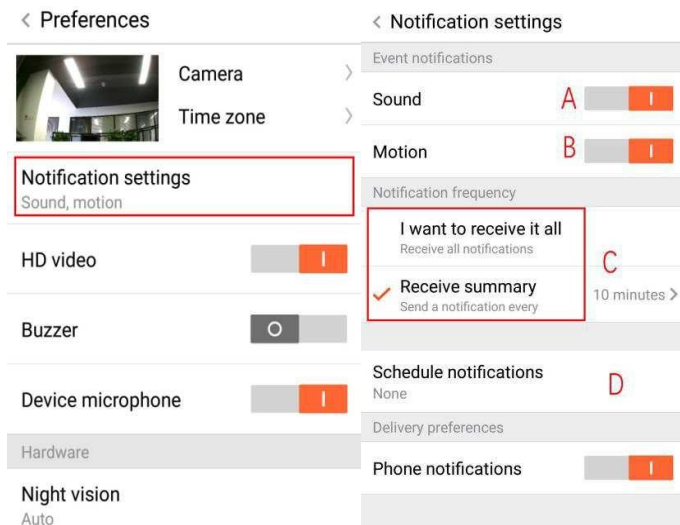 < Preferences
Camera >
Time zone >
Notification settings
Sound, motion
HD video
Buzzer
Device microphone
Hardware
Night vision
Auto
< Notification settings
Event notifications
Sound A
Motion B
Notification frequency
I want to receive it all
Receive all notifications
C
Receive summary
Send a notification every
10 minutes >
Schedule notifications
None
D
Delivery preferences
Phone notifications